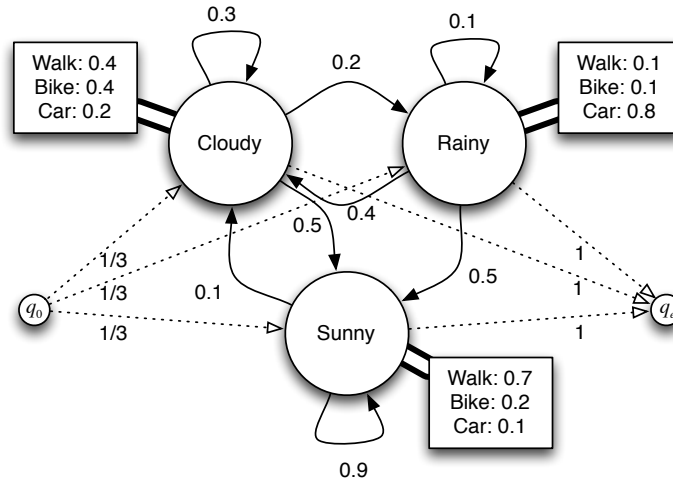 0.3
0.1
0.2
Walk: 0.4
Bike: 0.4
Car: 0.2
Walk: 0.1
Bike: 0.1
Car: 0.8
Cloudy
Rainy
0.4
0.5
0.5
1/3
1
1/3
0.1
1
q0
1/3
Sunny
1
qe
Walk: 0.7
Bike: 0.2
Car: 0.1
0.9